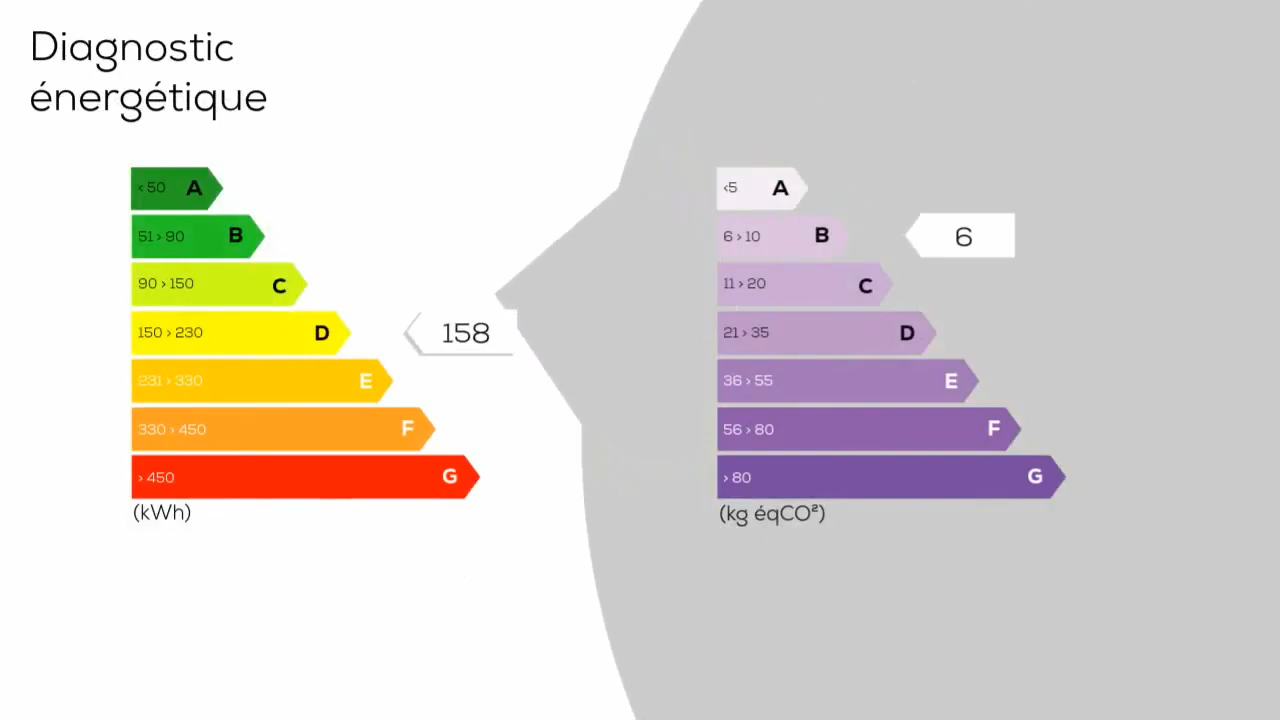 Diagnostic
énergétique
< 50 A
51 > 90 B
90 > 150 C
150 > 230 D
158
231 > 330 E
330 > 450 F
> 450 G
(kWh)
<5 A
6 > 10 B
6
11 > 20 C
21 > 35 D
36 > 55 E
56 > 80 F
> 80 G
(kg éqCO²)